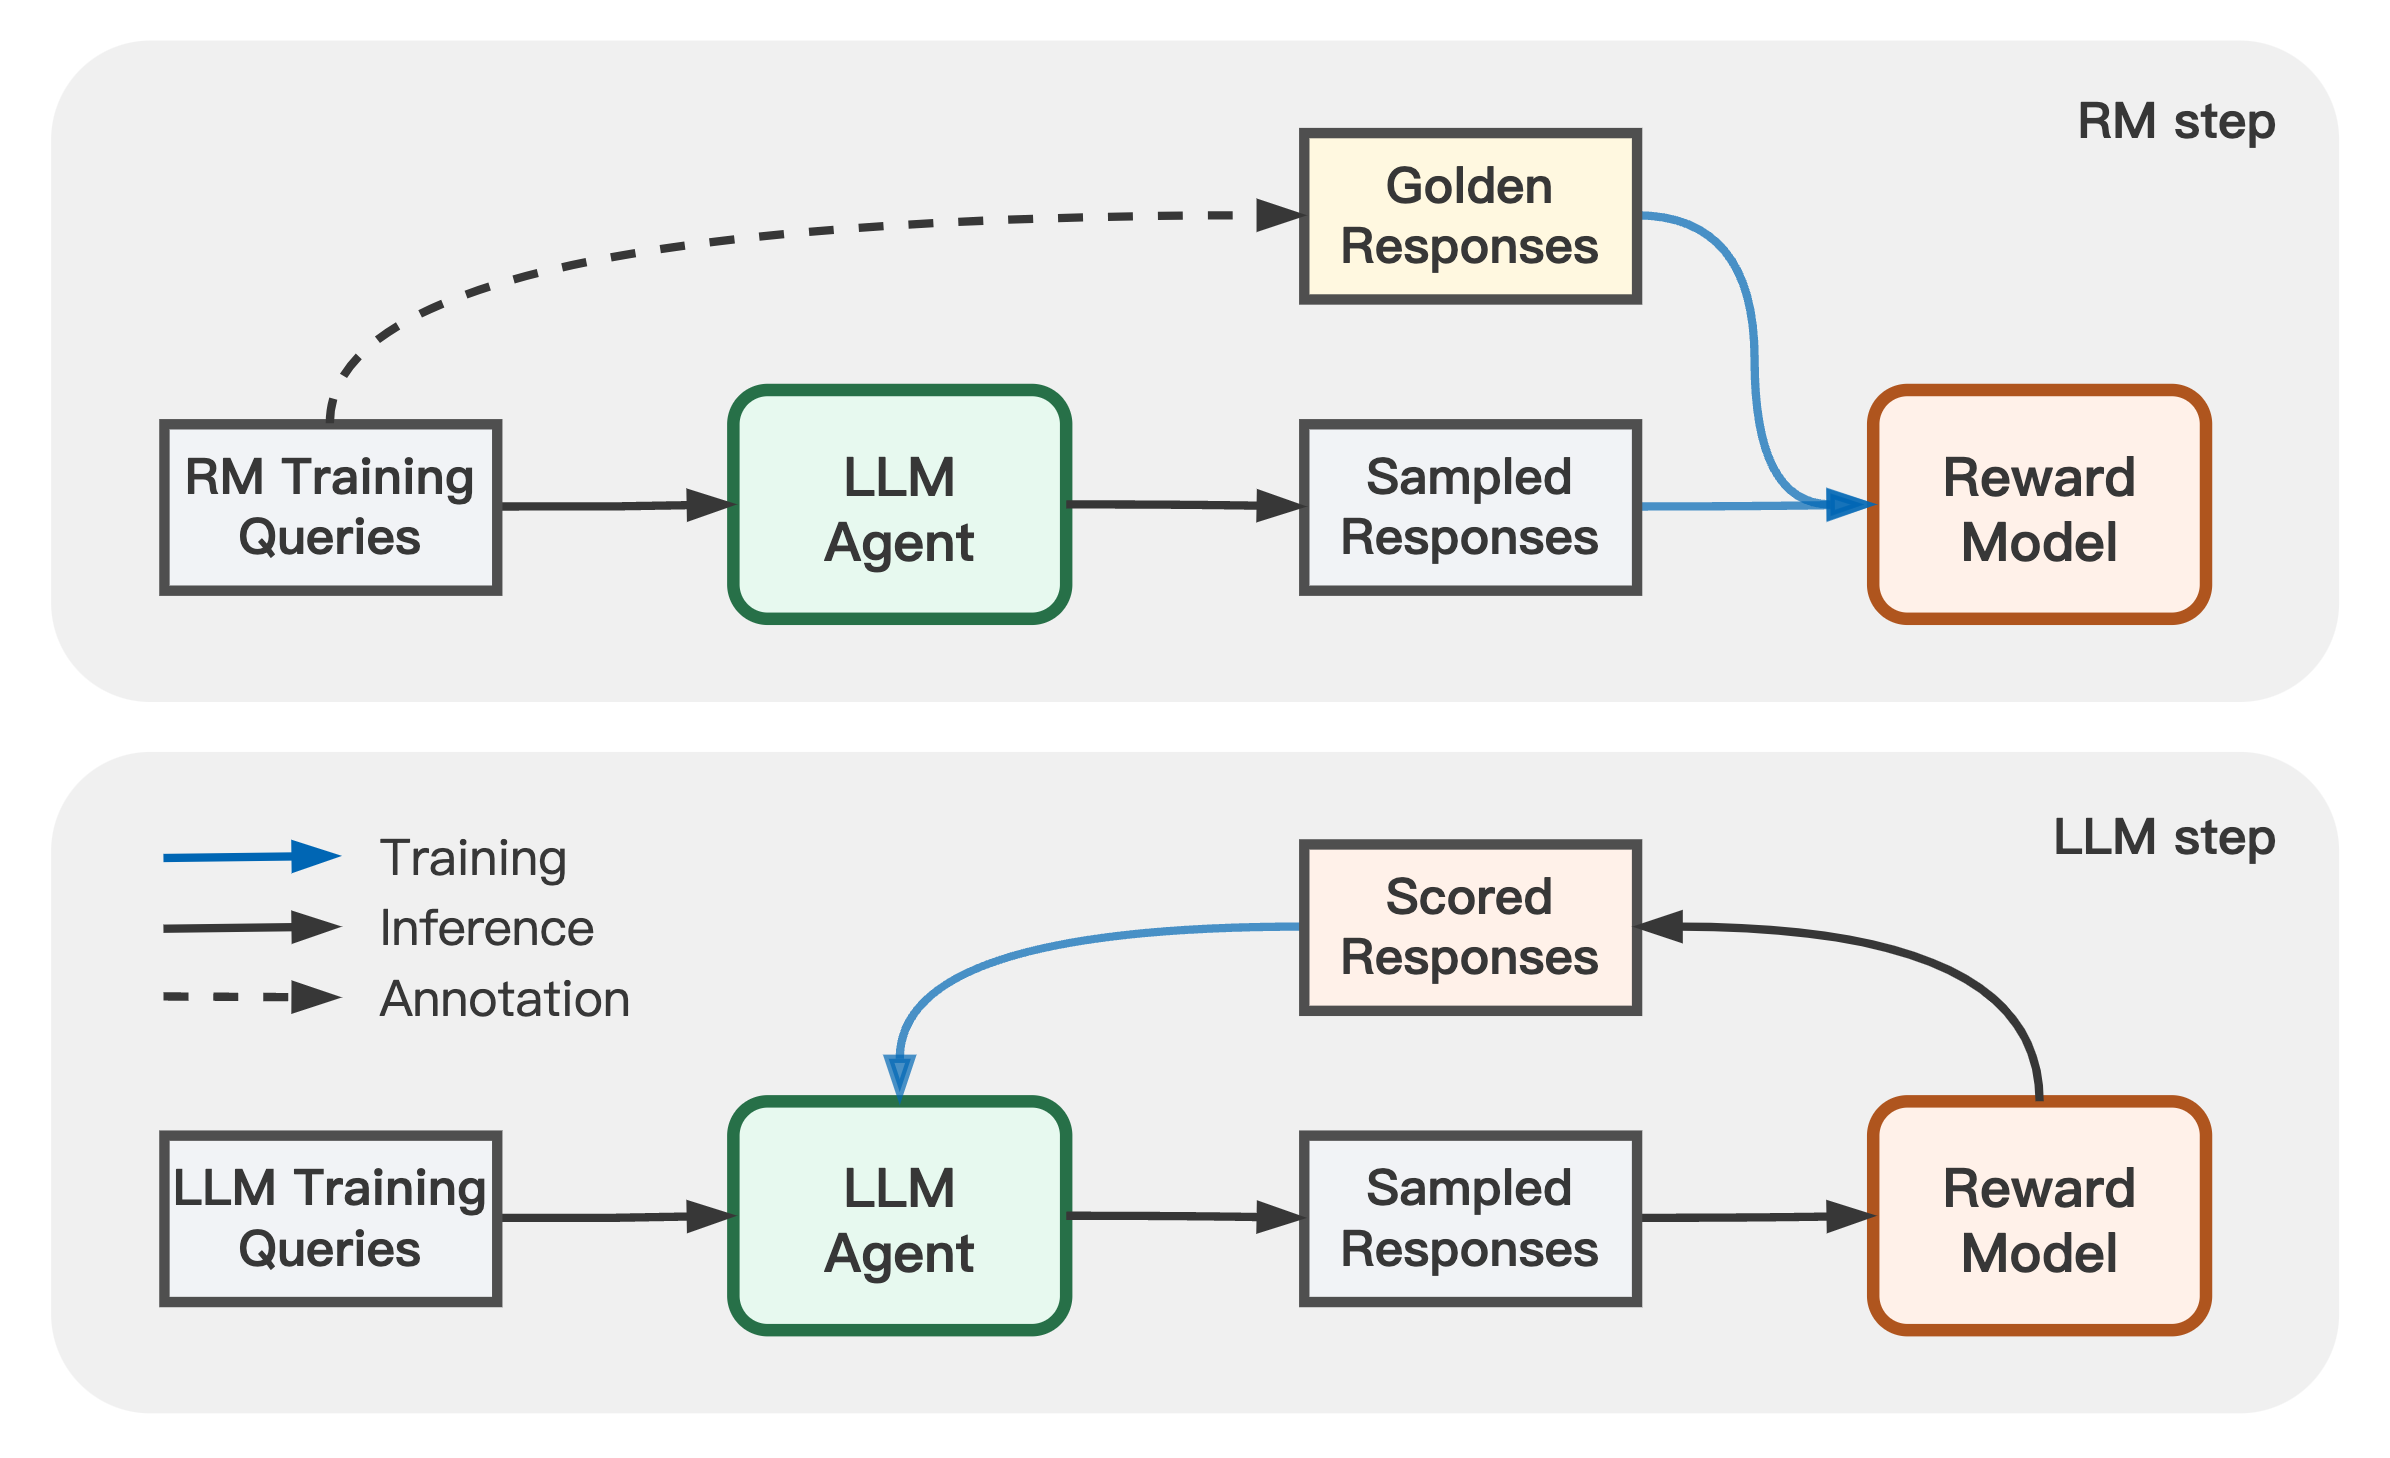 RM step
Golden
Responses
RM Training
Queries
LLM
Agent
Sampled
Responses
Reward
Model
LLM step
Training
Inference
Annotation
Scored
Responses
LLM Training
Queries
LLM
Agent
Sampled
Responses
Reward
Model